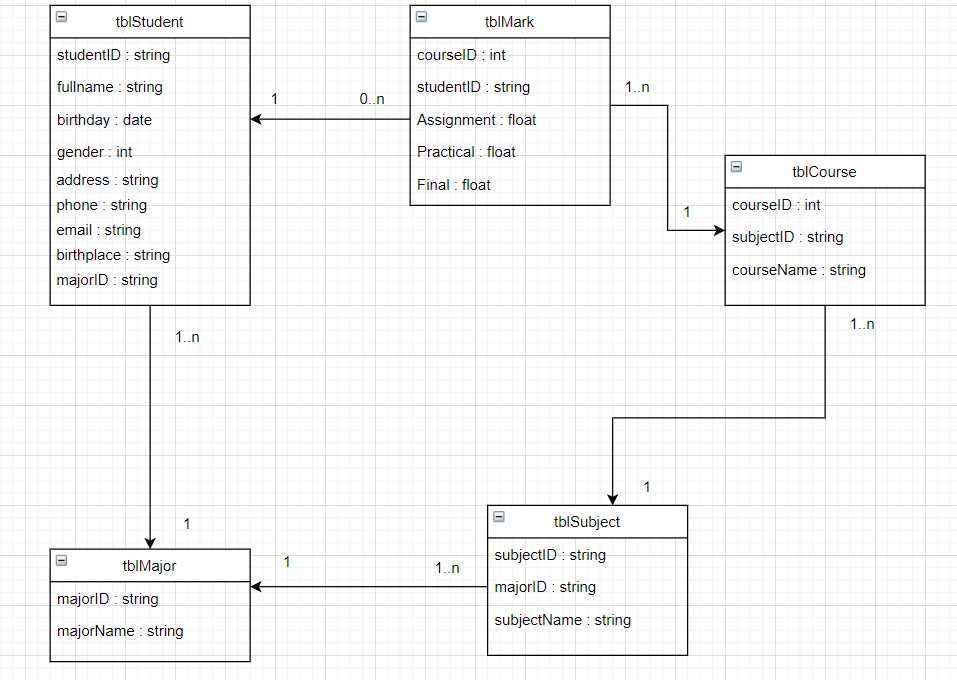 tblStudent
studentID : string
fullname : string
birthday : date
gender : int
address : string
phone : string
email : string
birthplace : string
majorID : string
1
0..n
tblMark
courseID : int
studentID : string
Assignment : float
Practical : float
Final : float
1..n
1
tblCourse
courseID : int
subjectID : string
courseName : string
1..n
1..n
1
1
tblMajor
majorID : string
majorName : string
1
1..n
tblSubject
subjectID : string
majorID : string
subjectName : string